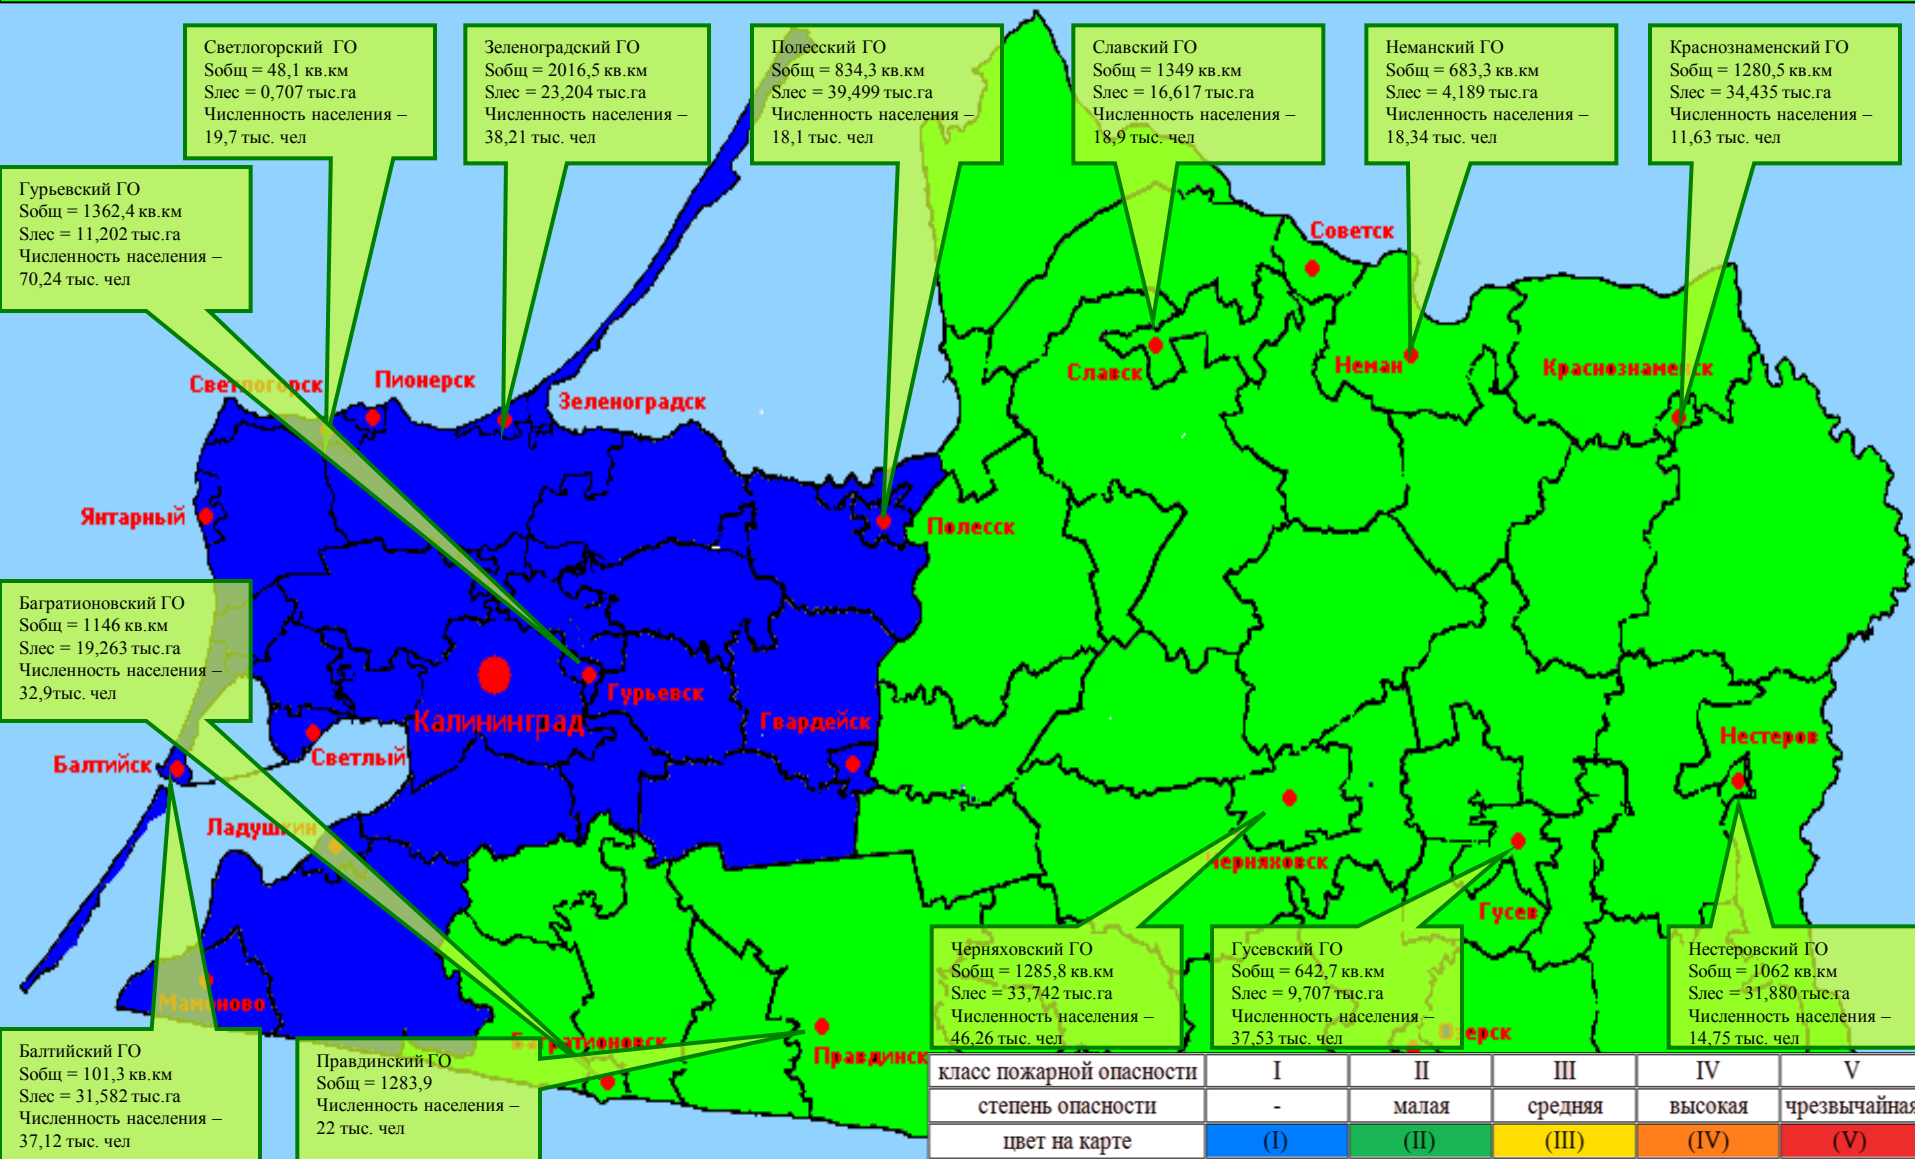 Светлогорский ГО
Sобщ = 48,1 кв.км
Sлес = 0,707 тыс.га
Численность населения –
19,7 тыс. чел
Зеленоградский ГО
Sобщ = 2016,5 кв.км
Sлес = 23,204 тыс.га
Численность населения –
38,21 тыс. чел
Полесский ГО
Sобщ = 834,3 кв.км
Sлес = 39,499 тыс.га
Численность населения –
18,1 тыс. чел
Славский ГО
Sобщ = 1349 кв.км
Sлес = 16,617 тыс.га
Численность населения –
18,9 тыс. чел
Неманский ГО
Sобщ = 683,3 кв.км
Sлес = 4,189 тыс.га
Численность населения –
18,34 тыс. чел
Краснознаменский ГО
Sобщ = 1280,5 кв.км
Sлес = 34,435 тыс.га
Численность населения –
11,63 тыс. чел
Гурьевский ГО
Sобщ = 1362,4 кв.км
Sлес = 11,202 тыс.га
Численность населения –
70,24 тыс. чел
Советск
Светлогорск
Пионерск
Зеленоградск
Славск
Неман
Краснознаменск
Янтарный
Полесск
Багратионовский ГО
Sобщ = 1146 кв.км
Sлес = 19,263 тыс.га
Численность населения –
32,9тыс. чел
Гурьевск
Калининград
Гвардейск
Нестеров
Балтийск
Светлый
Ладушкин
Черняховск
Гусев
Мамоново
Багратионовск
Правдинск
Озерск
Черняховский ГО
Sобщ = 1285,8 кв.км
Sлес = 33,742 тыс.га
Численность населения –
46,26 тыс. чел
Гусевский ГО
Sобщ = 642,7 кв.км
Sлес = 9,707 тыс.га
Численность населения –
37,53 тыс. чел
Нестеровский ГО
Sобщ = 1062 кв.км
Sлес = 31,880 тыс.га
Численность населения –
14,75 тыс. чел
Балтийский ГО
Sобщ = 101,3 кв.км
Sлес = 31,582 тыс.га
Численность населения –
37,12 тыс. чел
Правдинский ГО
Sобщ = 1283,9
Численность населения –
22 тыс. чел
класс пожарной опасности I II III IV V
степень опасности - малая средняя высокая чрезвычайная
цвет на карте (I) (II) (III) (IV) (V)